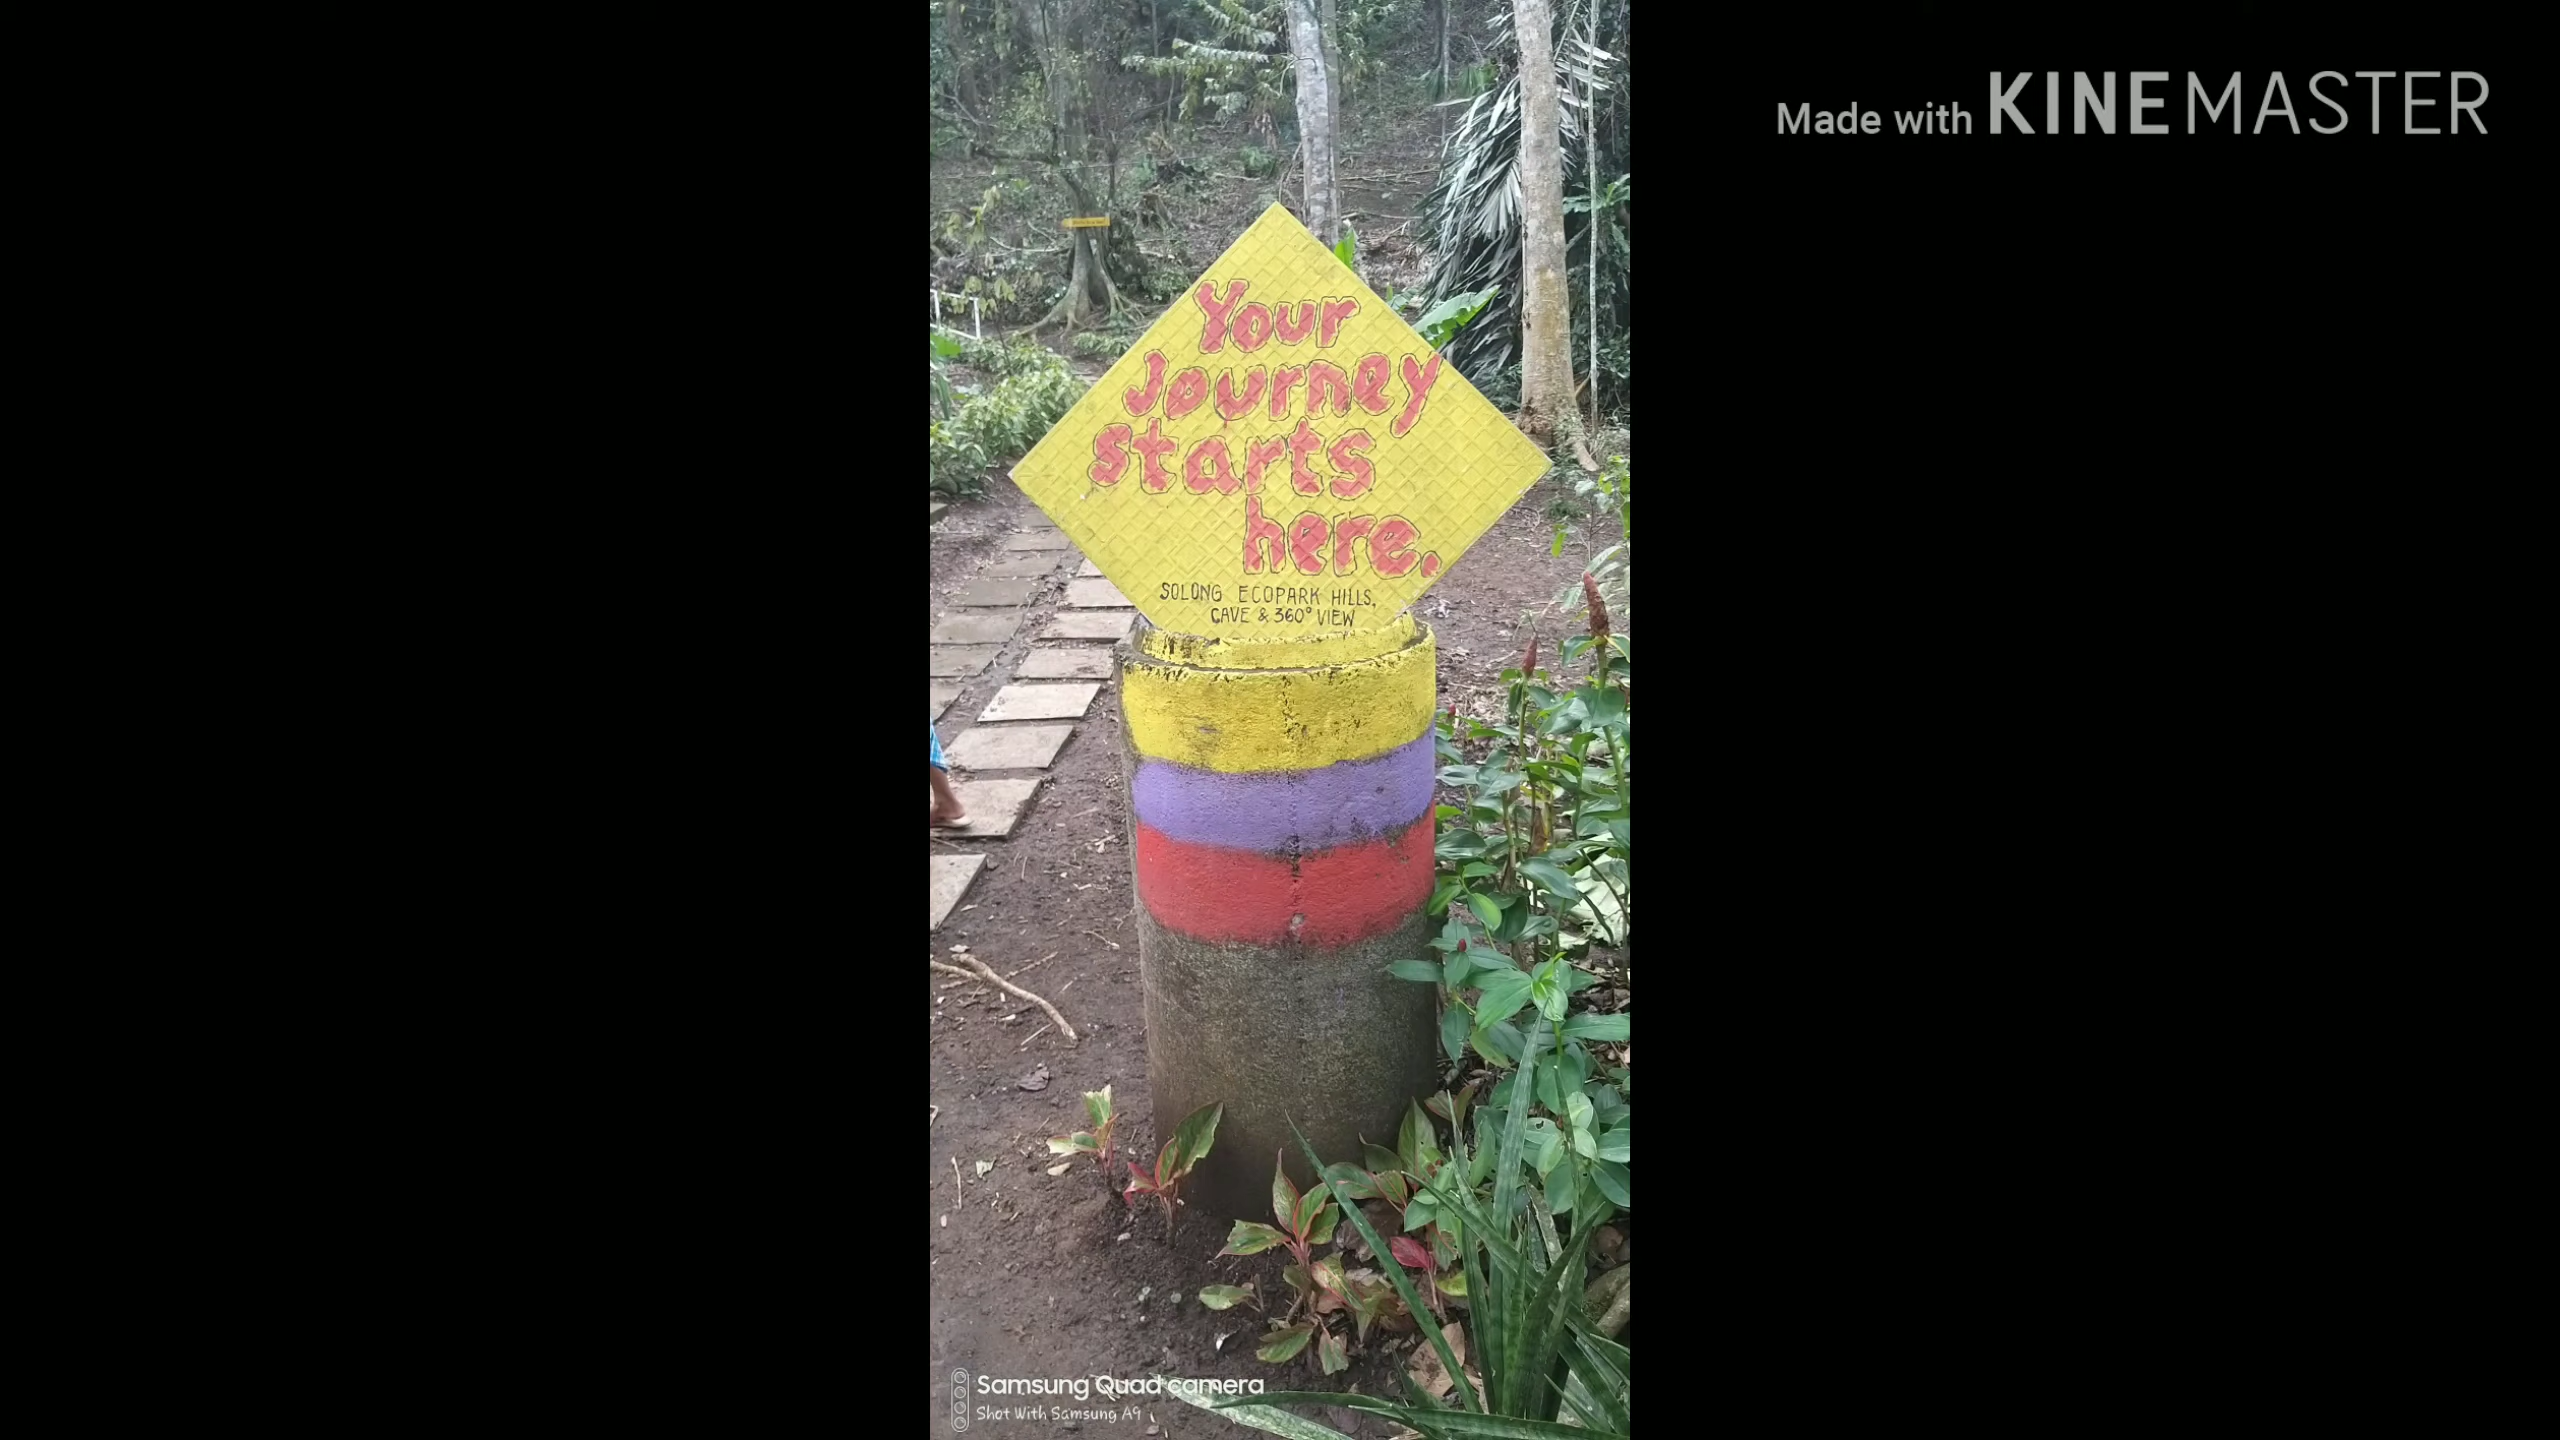 Made with KINEMASTER
Your
Journey
starts
here.
SOLONG ECOPARK HILLS,
CAVE & 360° VIEW
Samsung Quad camera
Shot With Samsung A9